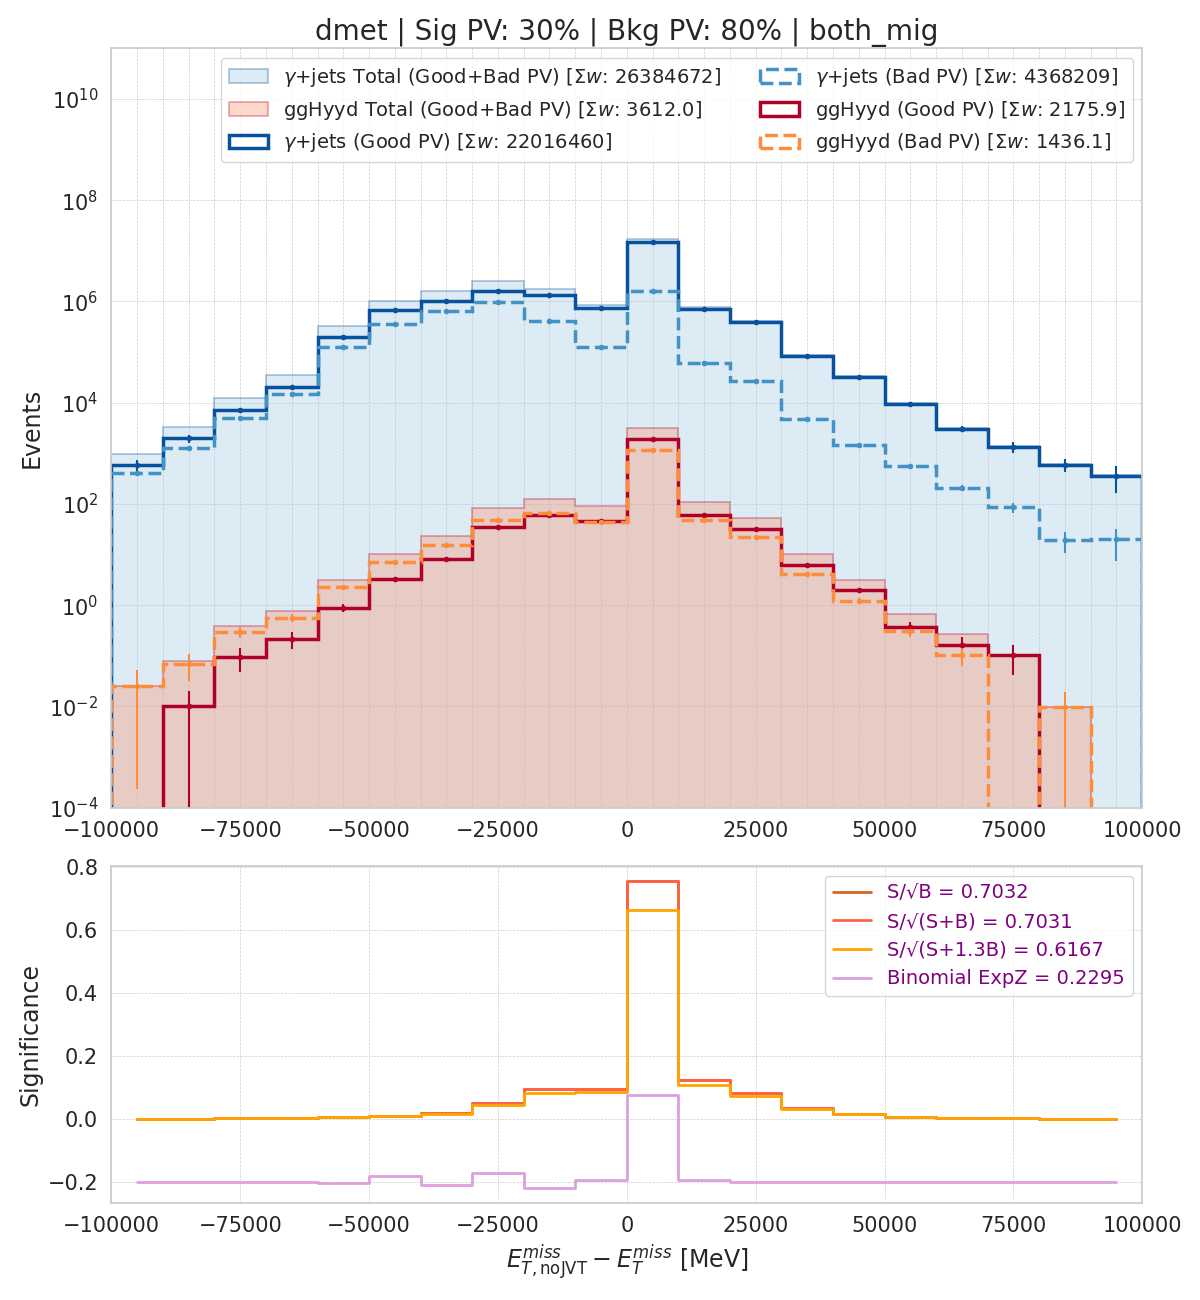 dmet | Sig PV: 30% | Bkg PV: 80% | both_mig
γ+jets Total (Good+Bad PV) [Σw: 26384672]
ggHyyd Total (Good+Bad PV) [Σw: 3612.0]
γ+jets (Good PV) [Σw: 22016460]
γ+jets (Bad PV) [Σw: 4368209]
ggHyyd (Good PV) [Σw: 2175.9]
ggHyyd (Bad PV) [Σw: 1436.1]
Events
10^10
10^8
10^6
10^4
10^2
10^0
10^−2
10^−4
−100000 −75000 −50000 −25000 0 25000 50000 75000 100000
Significance
0.8
0.6
0.4
0.2
0.0
−0.2
S/√B = 0.7032
S/√(S+B) = 0.7031
S/√(S+1.3B) = 0.6167
Binomial ExpZ = 0.2295
−100000 −75000 −50000 −25000 0 25000 50000 75000 100000
E_{T,noJVT}^{miss} − E_T^{miss} [MeV]